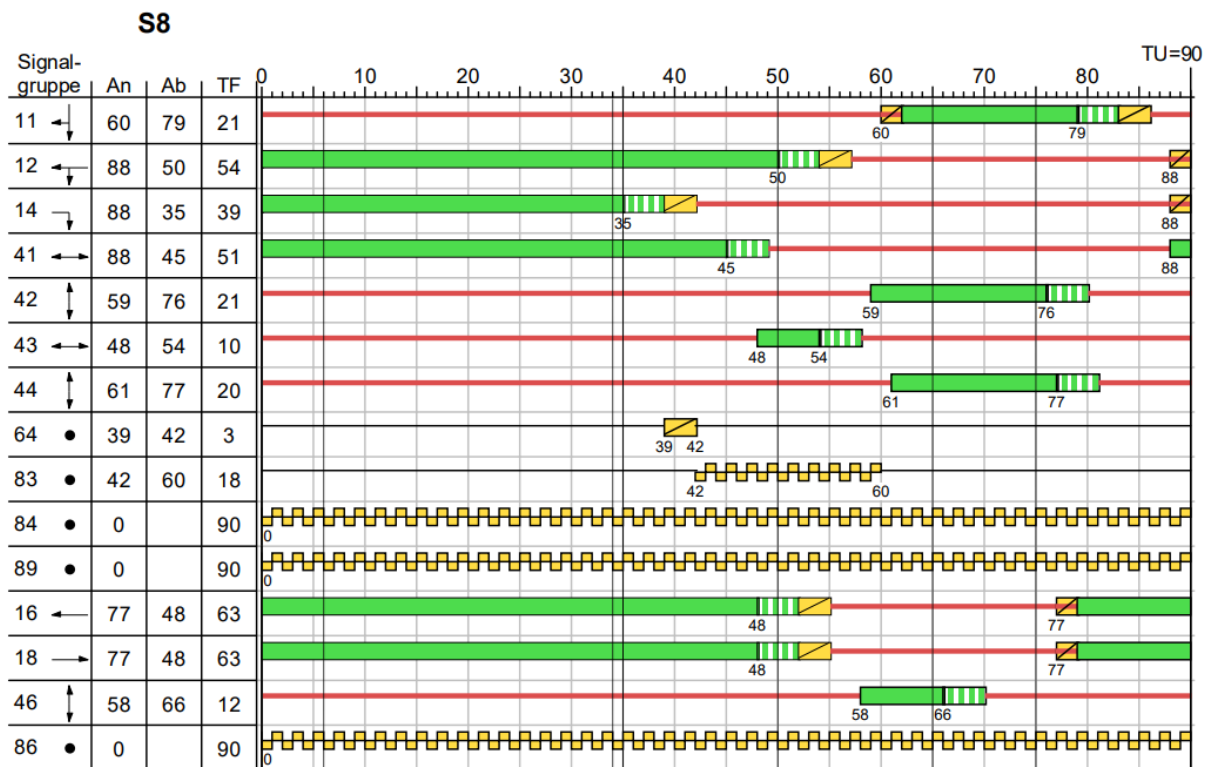 S8
TU=90
Signal-
gruppe An Ab TF 0 10 20 30 40 50 60 70 80
11 60 79 21 60 79
12 88 50 54 50 88
14 88 35 39 35 88
41 88 45 51 45 88
42 59 76 21 59 76
43 48 54 10 48 54
44 61 77 20 61 77
64 39 42 3 39 42
83 42 60 18 42 60
84 0 90 0
89 0 90 0
16 77 48 63 48 77
18 77 48 63 48 77
46 58 66 12 58 66
86 0 90 0